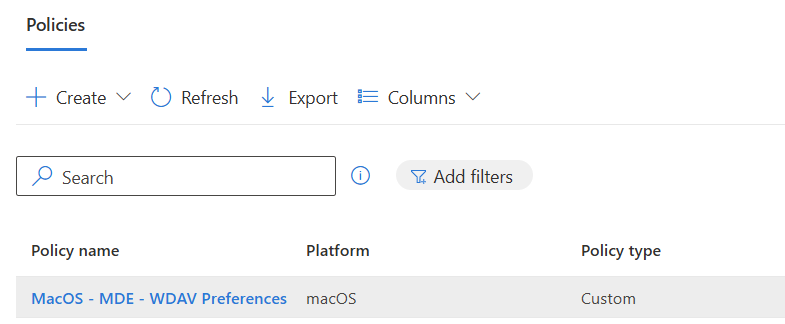 Policies
Create Refresh Export Columns
Search Add filters
Policy name Platform Policy type
MacOS - MDE - WDAV Preferences macOS Custom